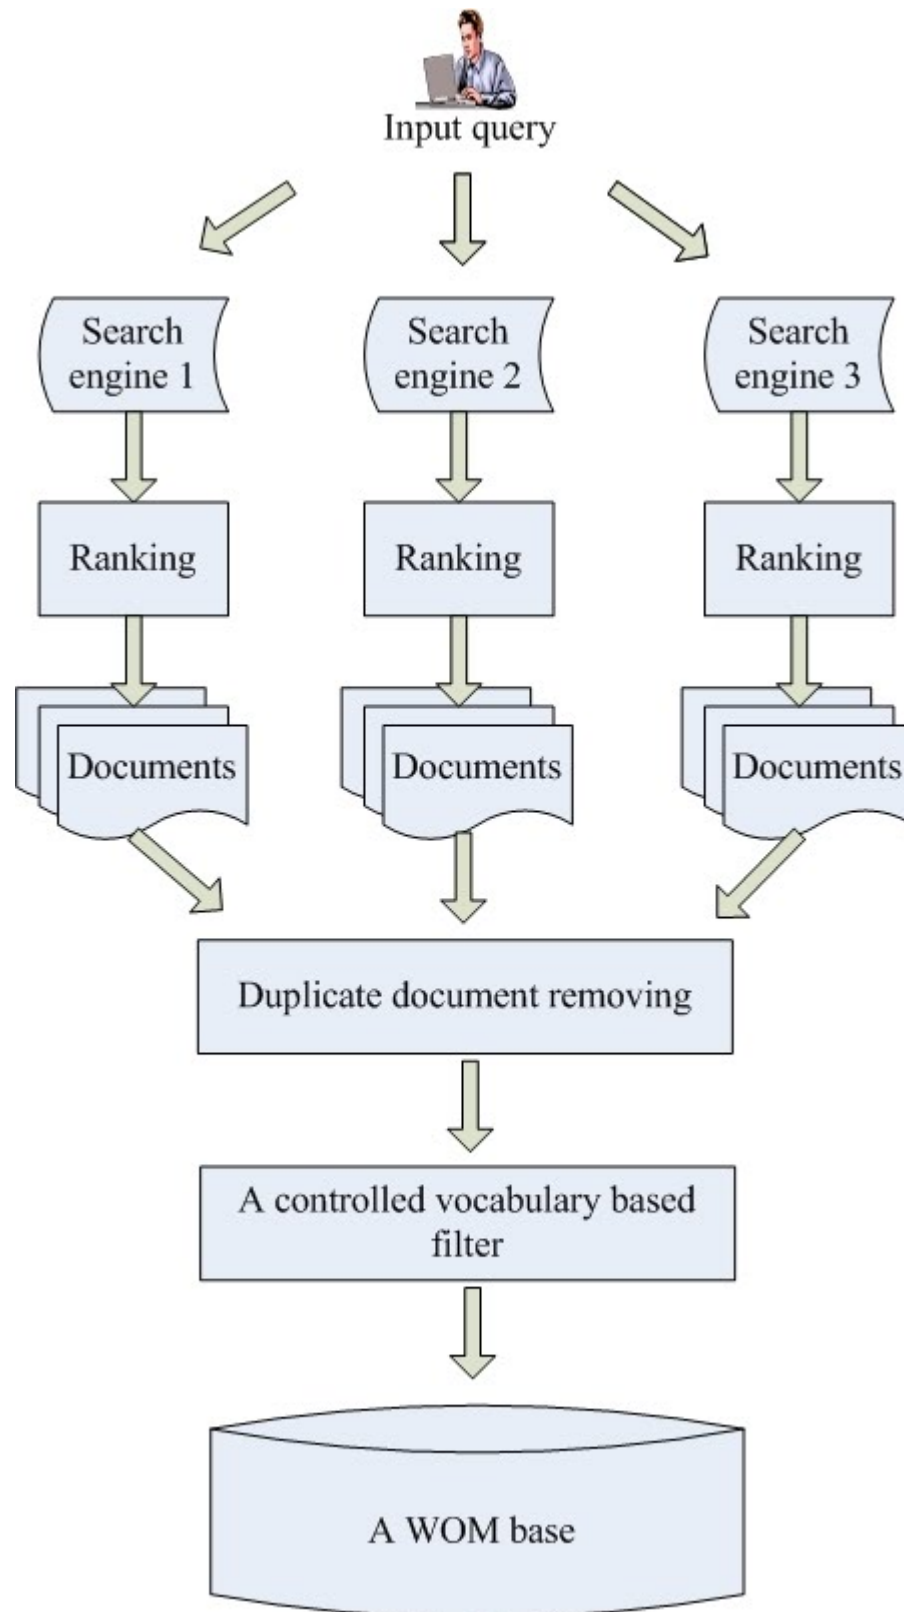 Input query
Search
engine 1
Search
engine 2
Search
engine 3
Ranking
Ranking
Ranking
Documents
Documents
Documents
Duplicate document removing
A controlled vocabulary based
filter
A WOM base